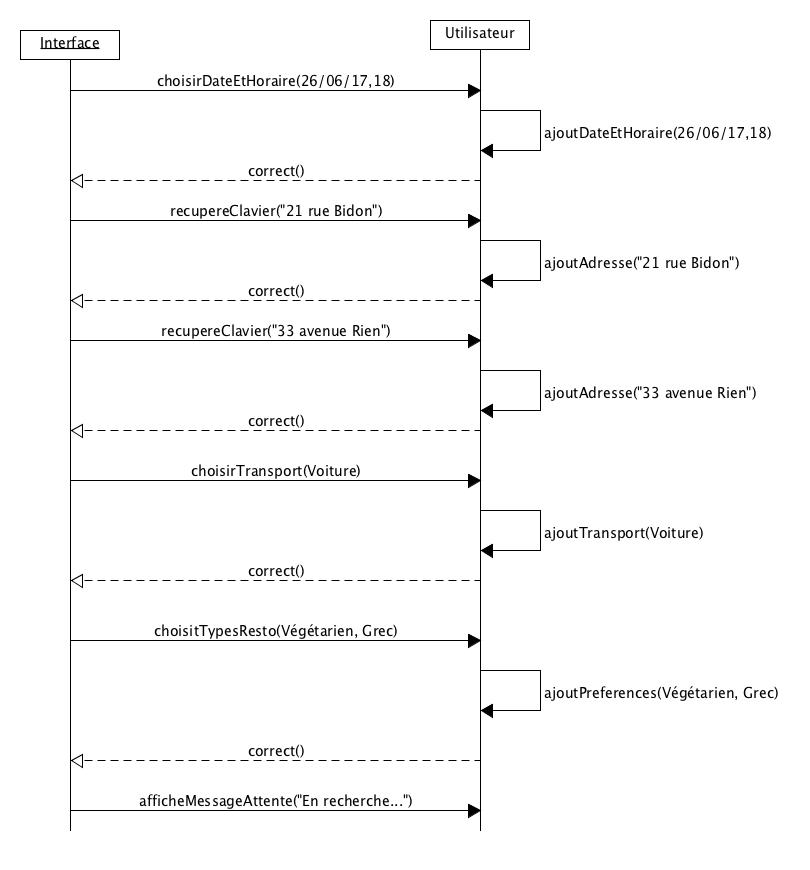 Interface
Utilisateur
choisirDateEtHoraire(26/06/17,18)
ajoutDateEtHoraire(26/06/17,18)
correct()
recupereClavier("21 rue Bidon")
ajoutAdresse("21 rue Bidon")
correct()
recupereClavier("33 avenue Rien")
ajoutAdresse("33 avenue Rien")
correct()
choisirTransport(Voiture)
ajoutTransport(Voiture)
correct()
choisitTypesResto(Végétarien, Grec)
ajoutPreferences(Végétarien, Grec)
correct()
afficheMessageAttente("En recherche...")